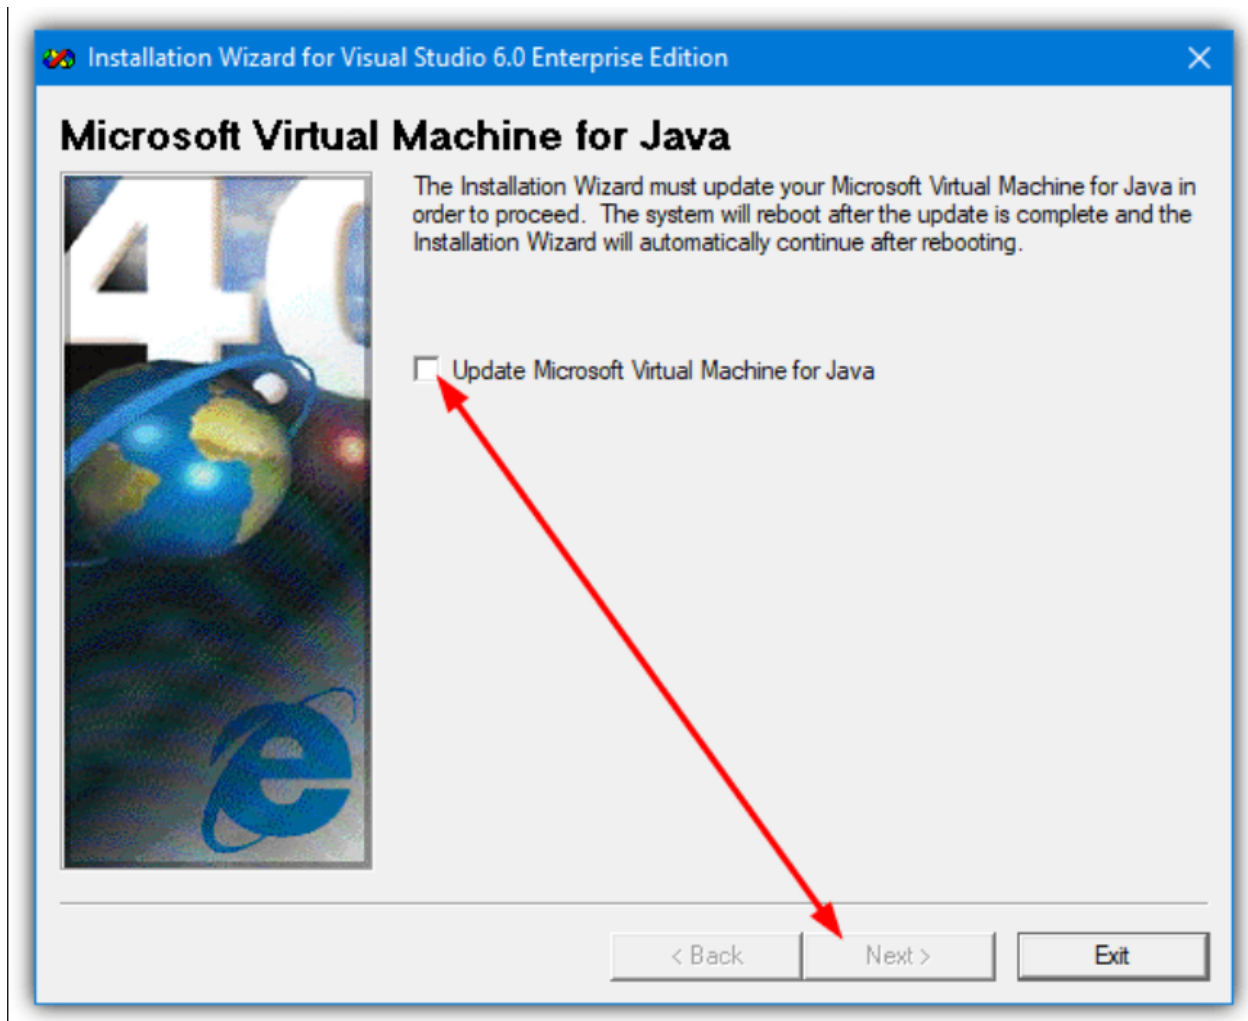 Installation Wizard for Visual Studio 6.0 Enterprise Edition
Microsoft Virtual Machine for Java
The Installation Wizard must update your Microsoft Virtual Machine for Java in
order to proceed. The system will reboot after the update is complete and the
Installation Wizard will automatically continue after rebooting.
40
Update Microsoft Virtual Machine for Java
e
< Back
Next >
Exit